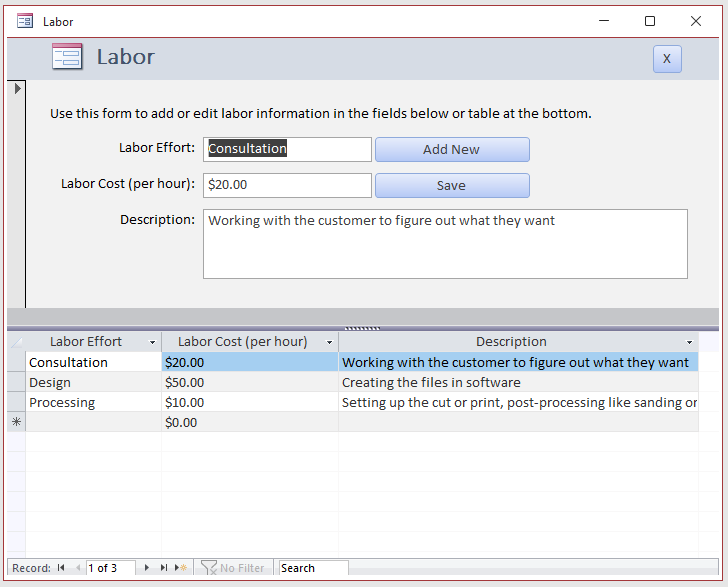 Labor
Labor
X
Use this form to add or edit labor information in the fields below or table at the bottom.
Labor Effort: Consultation Add New
Labor Cost (per hour): $20.00 Save
Description: Working with the customer to figure out what they want
Labor Effort Labor Cost (per hour) Description
Consultation $20.00 Working with the customer to figure out what they want
Design $50.00 Creating the files in software
Processing $10.00 Setting up the cut or print, post-processing like sanding or
$0.00
Record: 1 of 3 No Filter Search